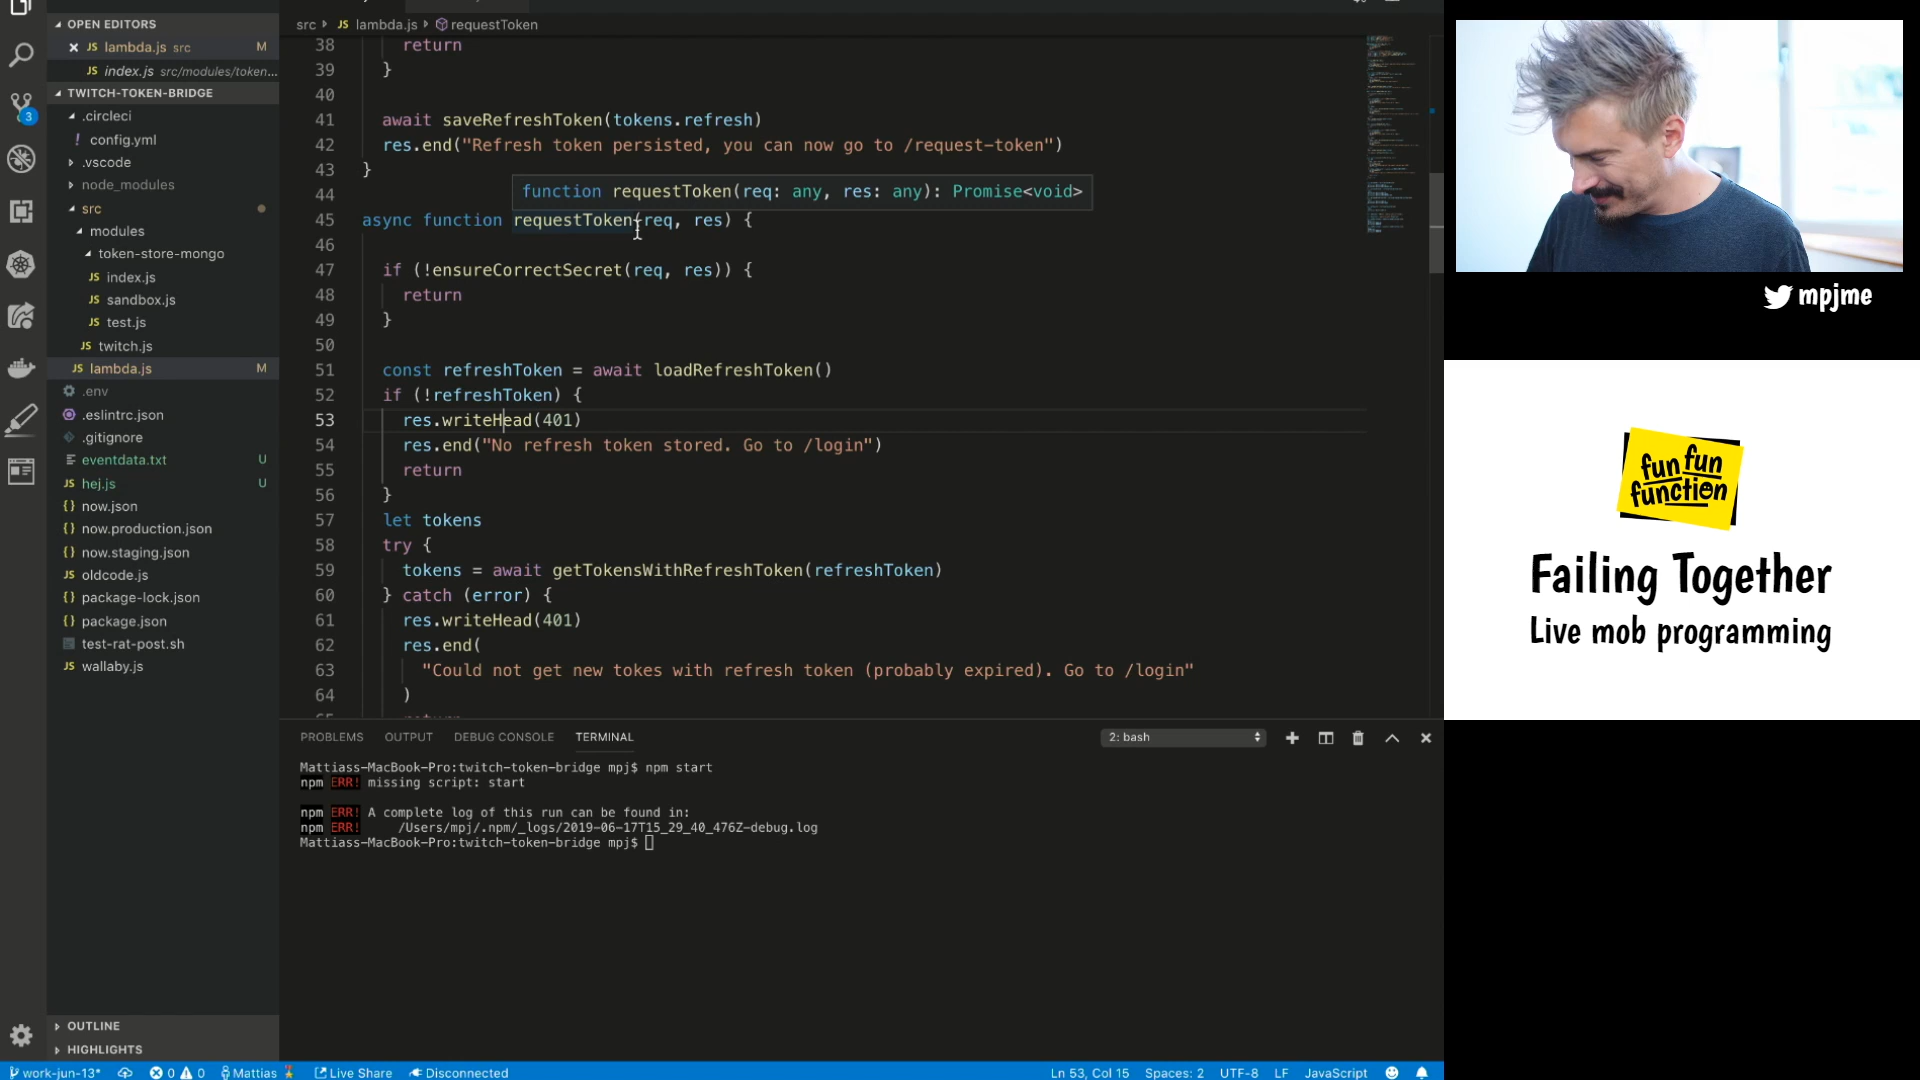 OPEN EDITORS
lambda.js src M
index.js src/modules/token...
TWITCH-TOKEN-BRIDGE
.circleci
config.yml
.vscode
node_modules
src
modules
token-store-mongo
index.js
sandbox.js
test.js
twitch.js
lambda.js M
.env
.eslintrc.json
.gitignore
eventdata.txt U
hej.js U
now.json
now.production.json
now.staging.json
oldcode.js
package-lock.json
package.json
test-rat-post.sh
wallaby.js
OUTLINE
HIGHLIGHTS
3
src JS lambda.js requestToken
38 return
39 }
40
41 await saveRefreshToken(tokens.refresh)
42 res.end("Refresh token persisted, you can now go to /request-token")
43 }
44
function requestToken(req: any, res: any): Promise<void>
45 async function requestToken(req, res) {
46
47 if (!ensureCorrectSecret(req, res)) {
48 return
49 }
50
51 const refreshToken = await loadRefreshToken()
52 if (!refreshToken) {
53 res.writeHead(401)
54 res.end("No refresh token stored. Go to /login")
55 return
56 }
57 let tokens
58 try {
59 tokens = await getTokensWithRefreshToken(refreshToken)
60 } catch (error) {
61 res.writeHead(401)
62 res.end(
63 "Could not get new tokes with refresh token (probably expired). Go to /login"
64 )
PROBLEMS OUTPUT DEBUG CONSOLE TERMINAL 2: bash
Mattiass-MacBook-Pro:twitch-token-bridge mpj$ npm start
npm ERR! missing script: start
npm ERR! A complete log of this run can be found in:
npm ERR! /Users/mpj/.npm/_logs/2019-06-17T15_29_40_476Z-debug.log
Mattiass-MacBook-Pro:twitch-token-bridge mpj$
work-jun-13* 0 0 Mattias Live Share Disconnected Ln 53, Col 15 Spaces: 2 UTF-8 LF JavaScript
mpjme
fun fun
function
Failing Together
Live mob programming